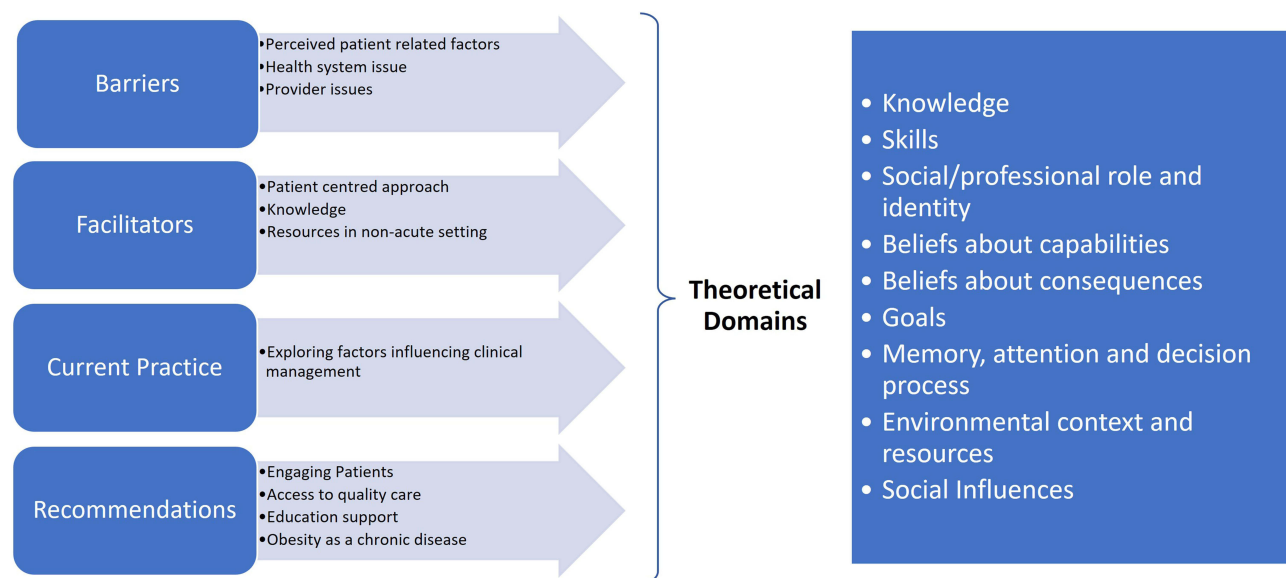 Barriers
•Perceived patient related factors
•Health system issue
•Provider issues
Facilitators
•Patient centred approach
•Knowledge
•Resources in non-acute setting
Current Practice
•Exploring factors influencing clinical
management
Recommendations
•Engaging Patients
•Access to quality care
•Education support
•Obesity as a chronic disease
Theoretical
Domains
• Knowledge
• Skills
• Social/professional role and
identity
• Beliefs about capabilities
• Beliefs about consequences
• Goals
• Memory, attention and decision
process
• Environmental context and
resources
• Social Influences